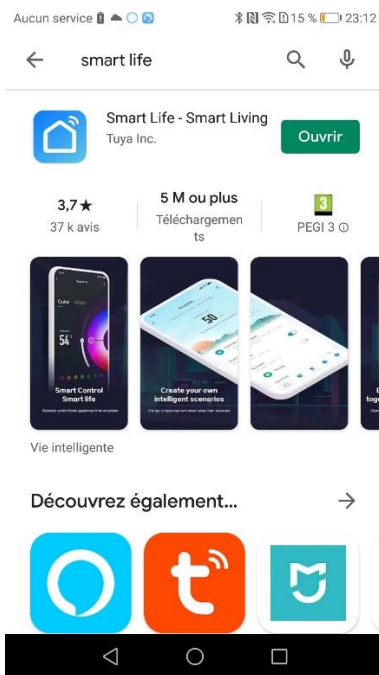 Aucun service 15 % 23:12
smart life
Smart Life - Smart Living
Tuya Inc.
Ouvrir
3,7★
37 k avis
5 M ou plus
Téléchargemen
ts
3
PEGI 3
Color
54
Smart Control
Smart life
50
Create your own
intelligent scenarios
Vie intelligente
Découvrez également...
t